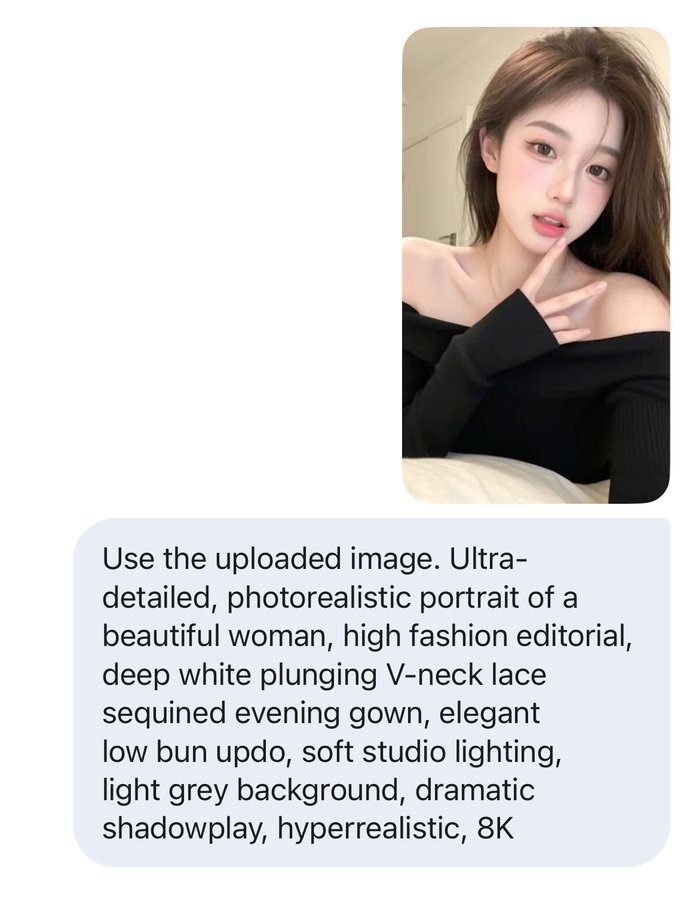 Use the uploaded image. Ultra-
detailed, photorealistic portrait of a
beautiful woman, high fashion editorial,
deep white plunging V-neck lace
sequined evening gown, elegant
low bun updo, soft studio lighting,
light grey background, dramatic
shadowplay, hyperrealistic, 8K